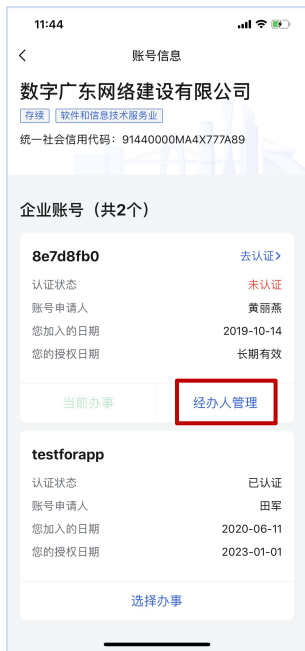 11:44
账号信息
数字广东网络建设有限公司
存续 软件和信息技术服务业
统一社会信用代码：91440000MA4X777A89
企业账号（共2个）
8e7d8fb0 去认证>
认证状态 未认证
账号申请人 黄丽燕
您加入的日期 2019-10-14
您的授权日期 长期有效
当前办事 经办人管理
testforapp
认证状态 已认证
账号申请人 田军
您加入的日期 2020-06-11
您的授权日期 2023-01-01
选择办事